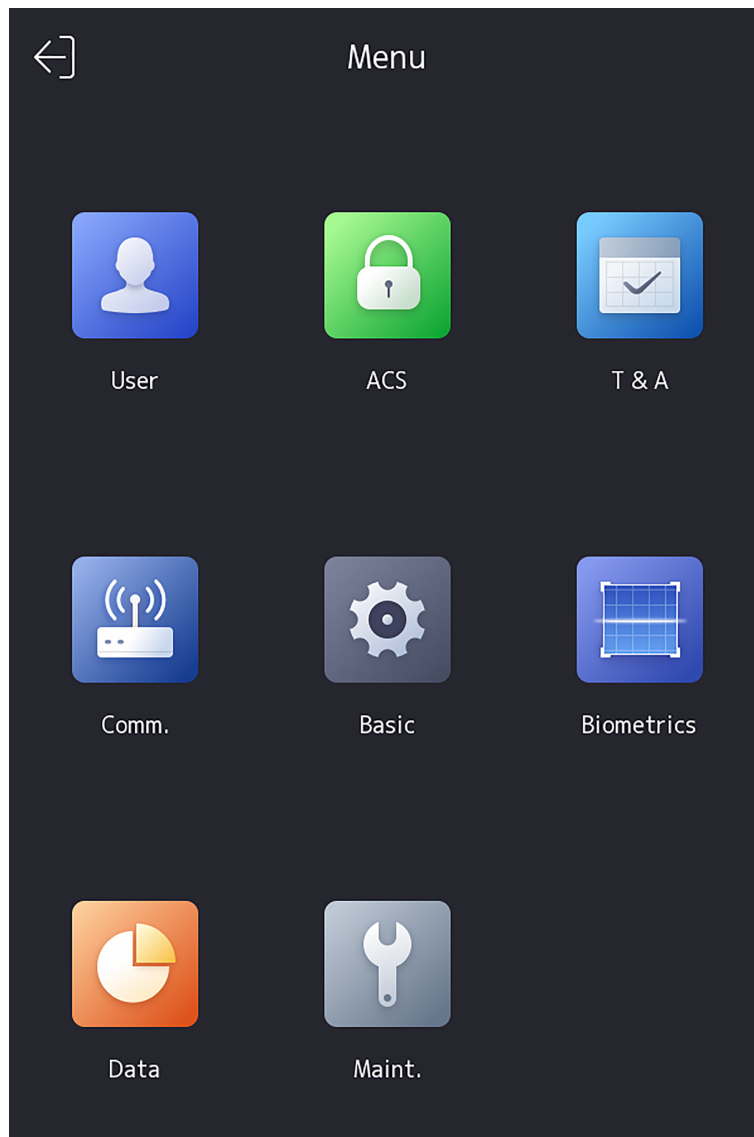 Menu
User
ACS
T & A
Comm.
Basic
Biometrics
Data
Maint.